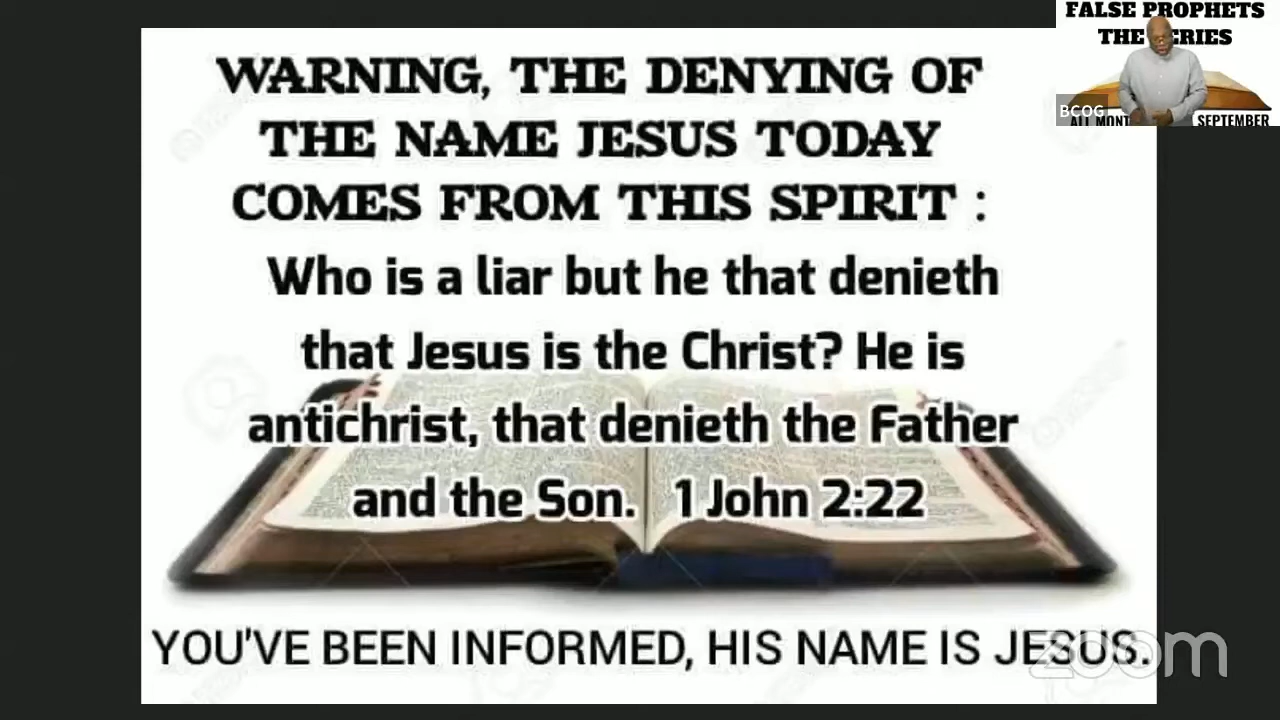 WARNING, THE DENYING OF
THE NAME JESUS TODAY
COMES FROM THIS SPIRIT :
Who is a liar but he that denieth
that Jesus is the Christ? He is
antichrist, that denieth the Father
and the Son. 1 John 2:22
YOU'VE BEEN INFORMED, HIS NAME IS JESUS.
zoom
FALSE PROPHETS
THE
BCOG
ALL
SEPTEMBER